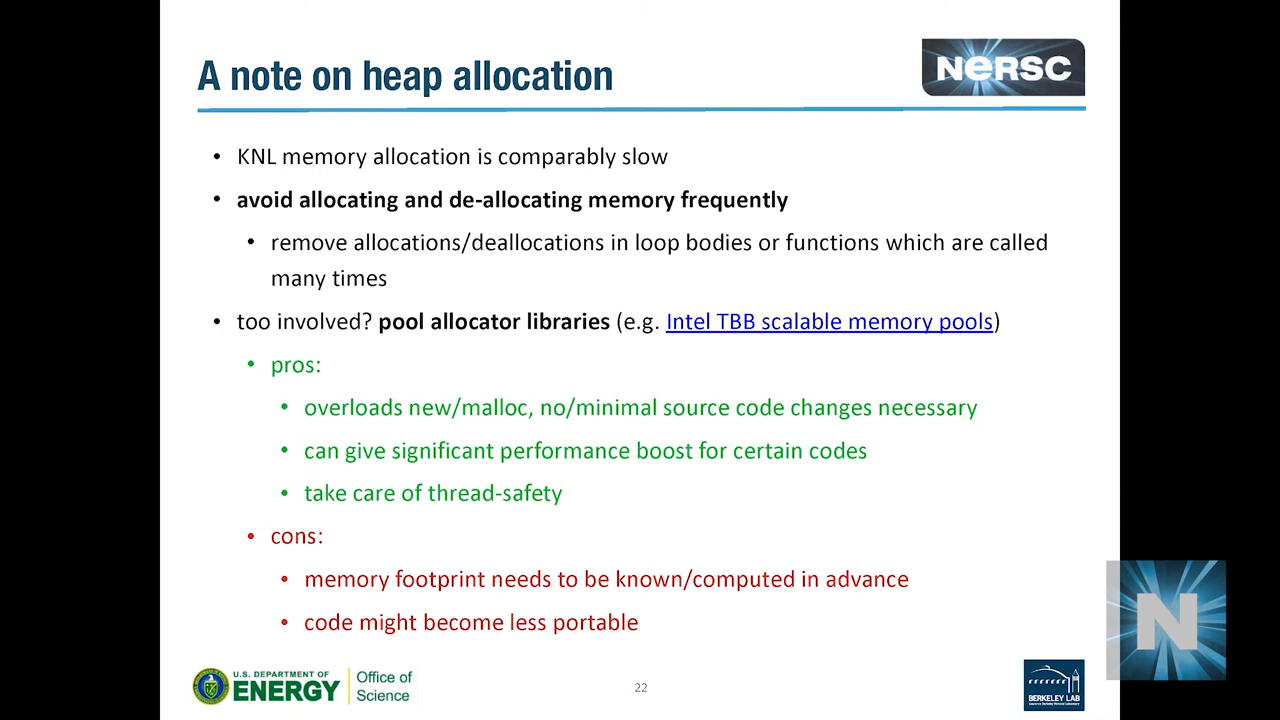 A note on heap allocation
NERSC
• KNL memory allocation is comparably slow
• avoid allocating and de-allocating memory frequently
• remove allocations/deallocations in loop bodies or functions which are called
many times
• too involved? pool allocator libraries (e.g. Intel TBB scalable memory pools)
• pros:
• overloads new/malloc, no/minimal source code changes necessary
• can give significant performance boost for certain codes
• take care of thread-safety
• cons:
• memory footprint needs to be known/computed in advance
• code might become less portable
N
U.S. DEPARTMENT OF
ENERGY
Office of
Science
22
BERKELEY LAB